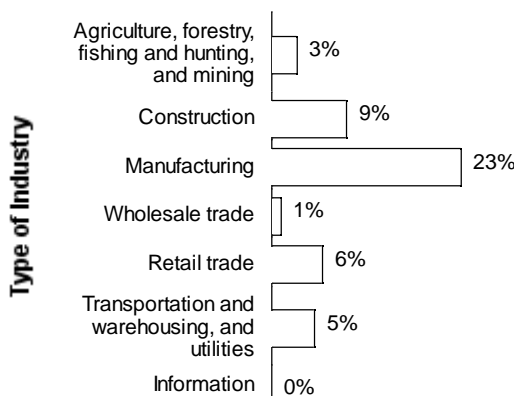 Type of Industry
Agriculture, forestry,
fishing and hunting,
and mining
3%
Construction
9%
Manufacturing
23%
Wholesale trade
1%
Retail trade
6%
Transportation and
warehousing, and
utilities
5%
Information
0%